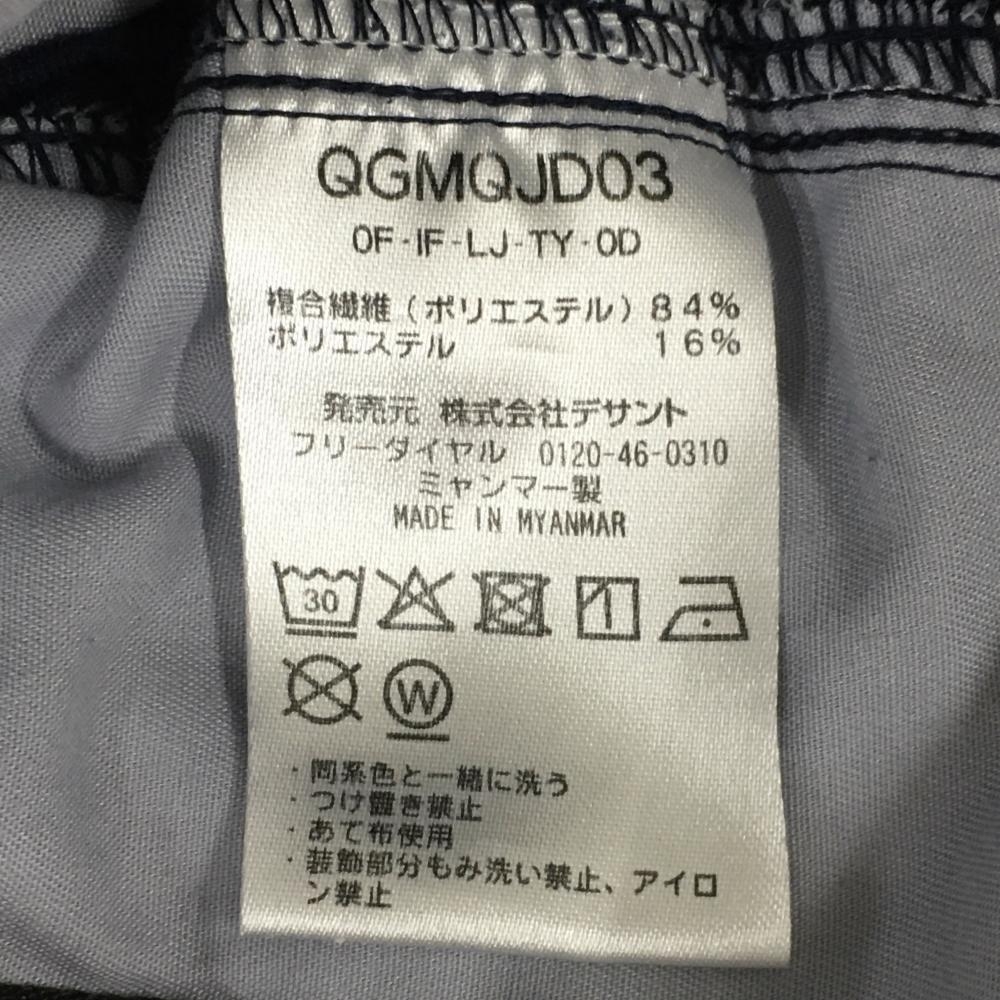 QGMQJD03
OF-IF-LJ-TY-OD
複合繊維(ポリエステル) 84%
ポリエステル 16%
発売元 株式会社デサント
フリーダイヤル 0120-46-0310
ミャンマー製
MADE IN MYANMAR
30
W
・同系色と一緒に洗う
・つけ置き禁止
・あて布使用
・装飾部分もみ洗い禁止、アイロ
ン禁止